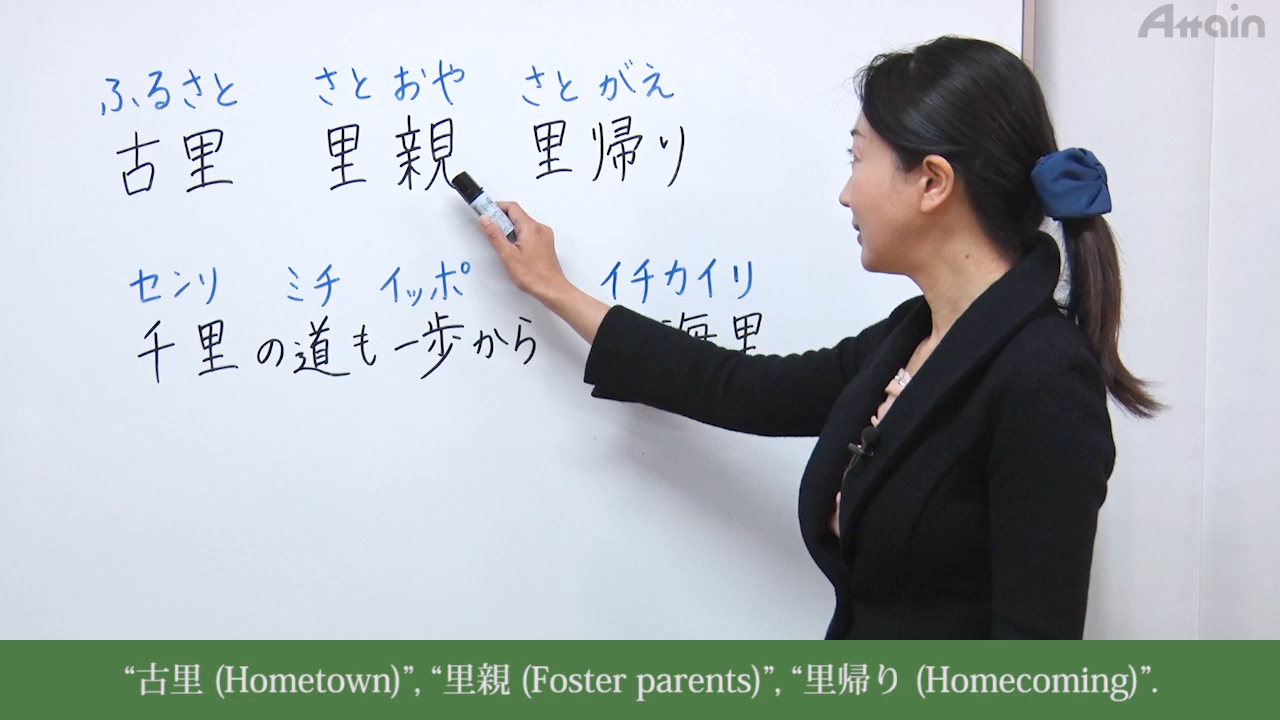 Attain
ふるさと さとおや さとがえ
古里 里親 里帰り
センリ ミチ イッポ イチカイリ
千里の道も一歩から 海里
“古里 (Hometown)”, “里親 (Foster parents)”, “里帰り (Homecoming)”.